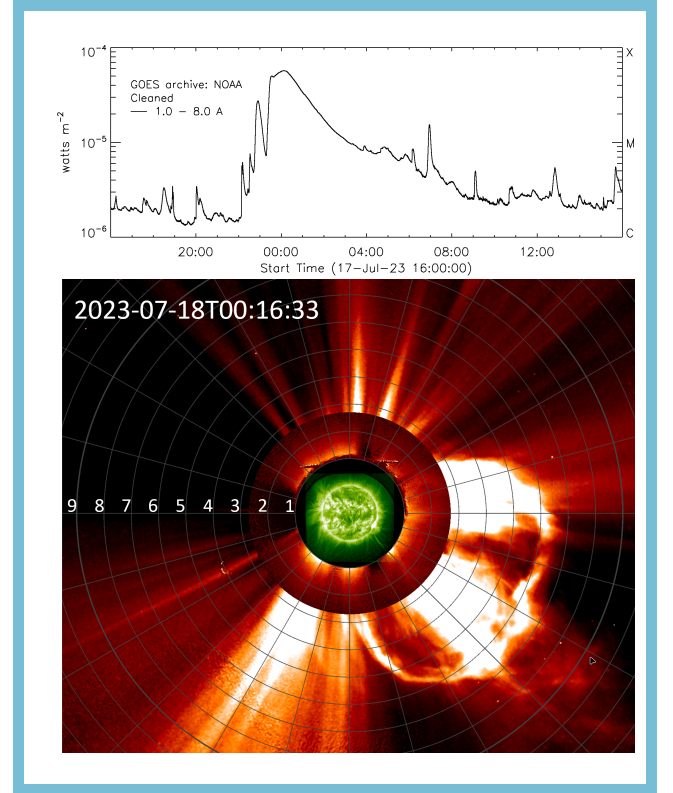 10-4
X
GOES archive: NOAA
Cleaned
1.0 - 8.0 A
watts m-2
10-5
M
10-6
C
20:00 00:00 04:00 08:00 12:00
Start Time (17-Jul-23 16:00:00)
2023-07-18T00:16:33
9 8 7 6 5 4 3 2 1